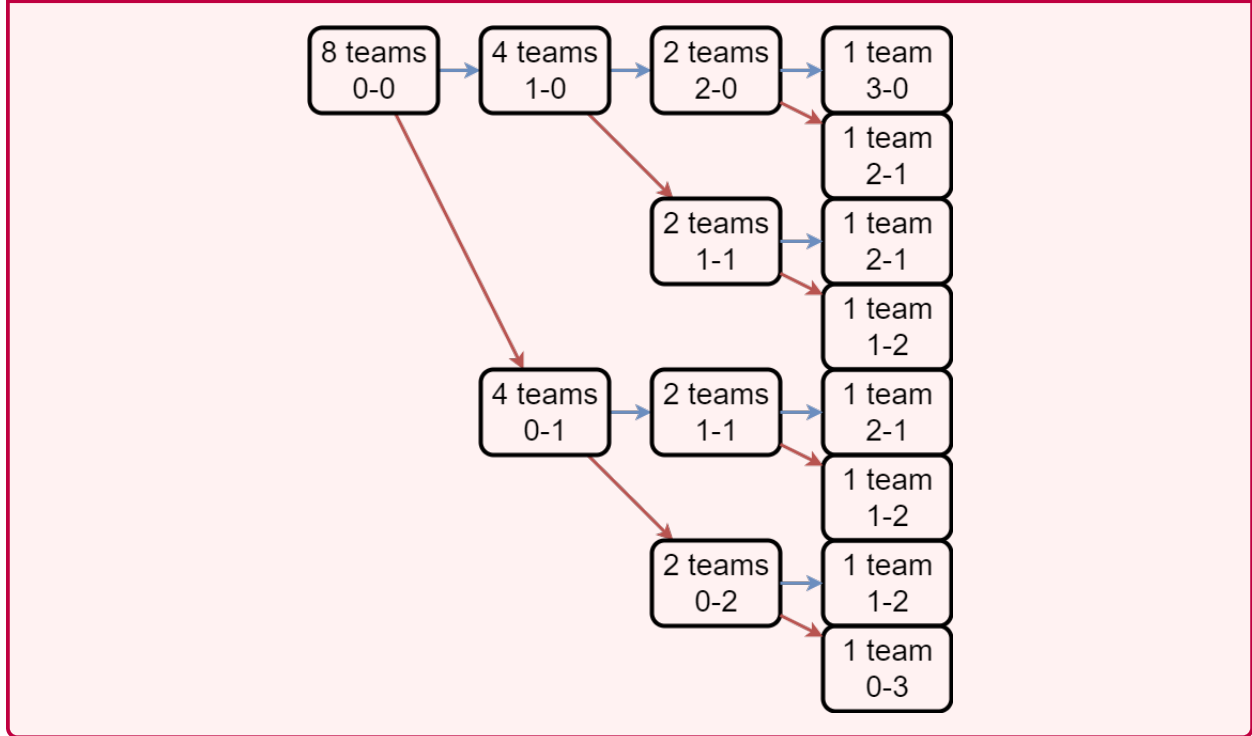 8 teams
0-0
4 teams
1-0
2 teams
2-0
1 team
3-0
1 team
2-1
2 teams
1-1
1 team
2-1
1 team
1-2
4 teams
0-1
2 teams
1-1
1 team
2-1
1 team
1-2
2 teams
0-2
1 team
1-2
1 team
0-3